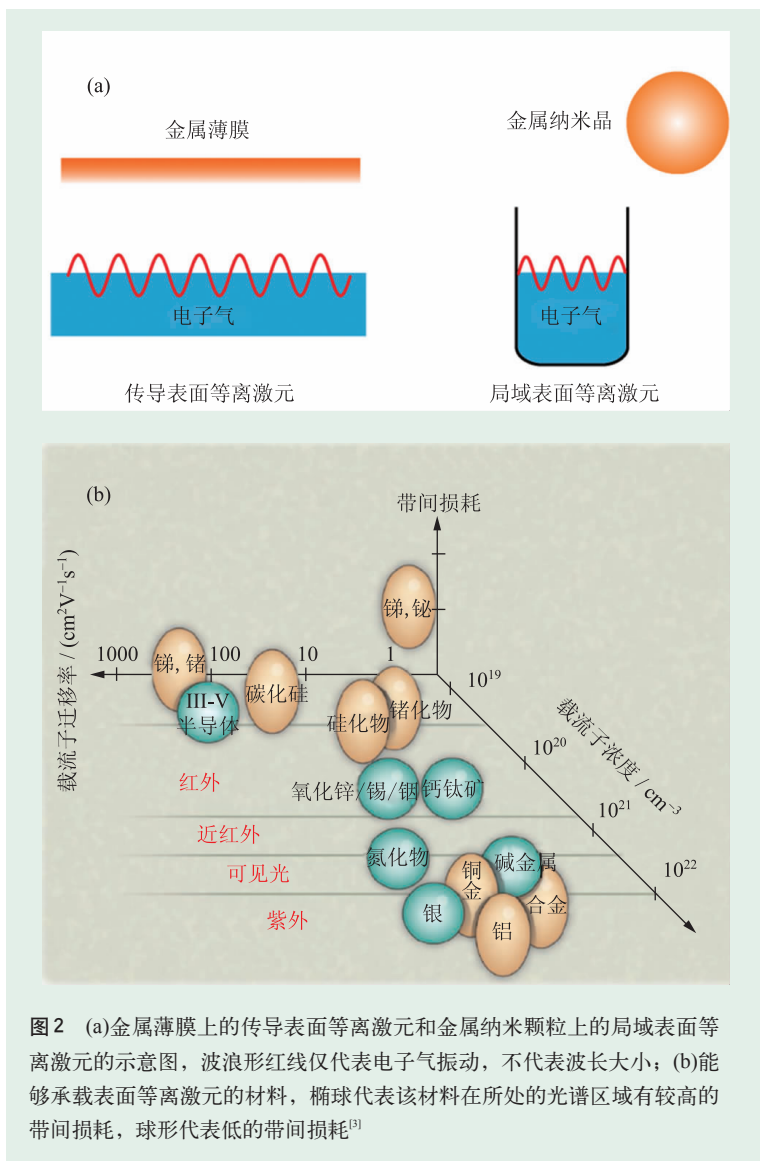 (a)
金属薄膜
金属纳米晶
电子气
电子气
传导表面等离激元
局域表面等离激元
(b)
带间损耗
载流子迁移率 / (cm2V−1s−1)
锑,铋
1000
锑, 锗
100
10
1
碳化硅
III-V
半导体
硅化物
锗化物
10¹⁹
载流子浓度 / cm−3
10²⁰
红外
氧化锌/锡/铟
钙钛矿
10²¹
近红外
氮化物
碱金属
10²²
可见光
铜
金
紫外
银
铝
合金
图2 (a)金属薄膜上的传导表面等离激元和金属纳米颗粒上的局域表面等
离激元的示意图，波浪形红线仅代表电子气振动，不代表波长大小；(b)能
够承载表面等离激元的材料，椭球代表该材料在所处的光谱区域有较高的
带间损耗，球形代表低的带间损耗[3]